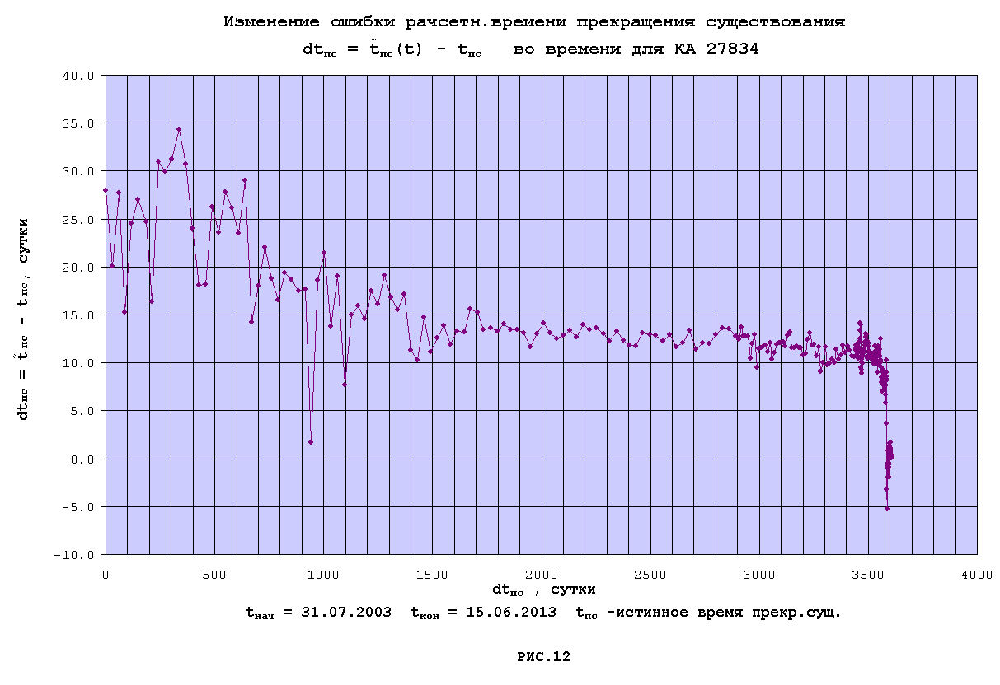 Изменение ошибки рачсетн.времени прекращения существования
dtпс = t̃пс(t) - tпс во времени для КА 27834
40.0
35.0
30.0
25.0
20.0
15.0
10.0
5.0
0.0
-5.0
-10.0
dtпс = t̃пс - tпс, сутки
0 500 1000 1500 2000 2500 3000 3500 4000
dtпс , сутки
tнач = 31.07.2003 tкон = 15.06.2013 tпс -истинное время прекр.сущ.
РИС.12